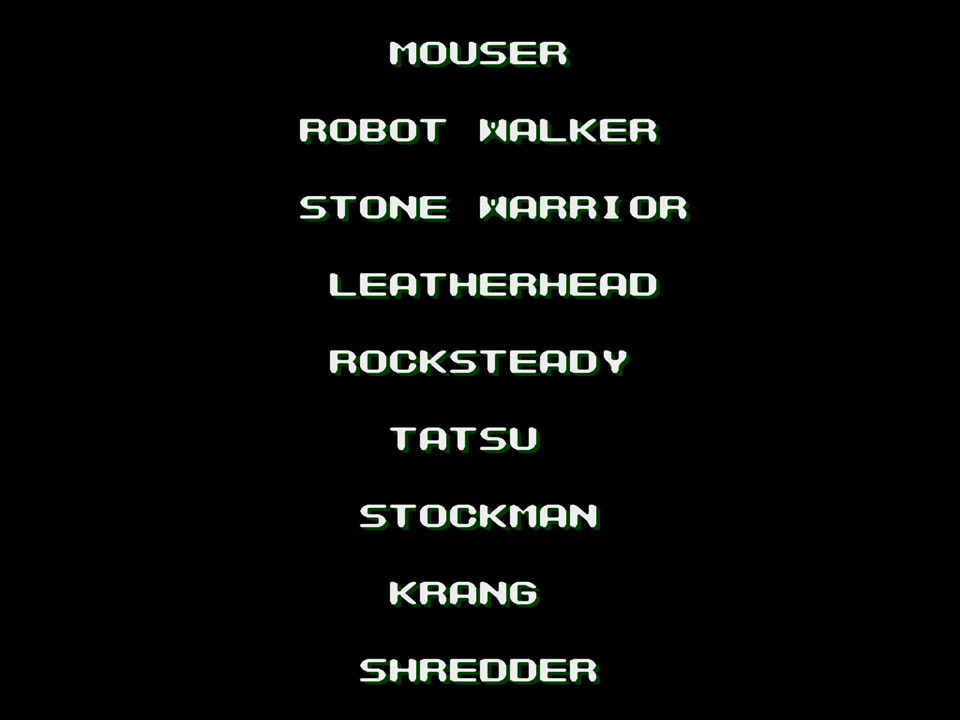 MOUSER
ROBOT WALKER
STONE WARRIOR
LEATHERHEAD
ROCKSTEADY
TATSU
STOCKMAN
KRANG
SHREDDER